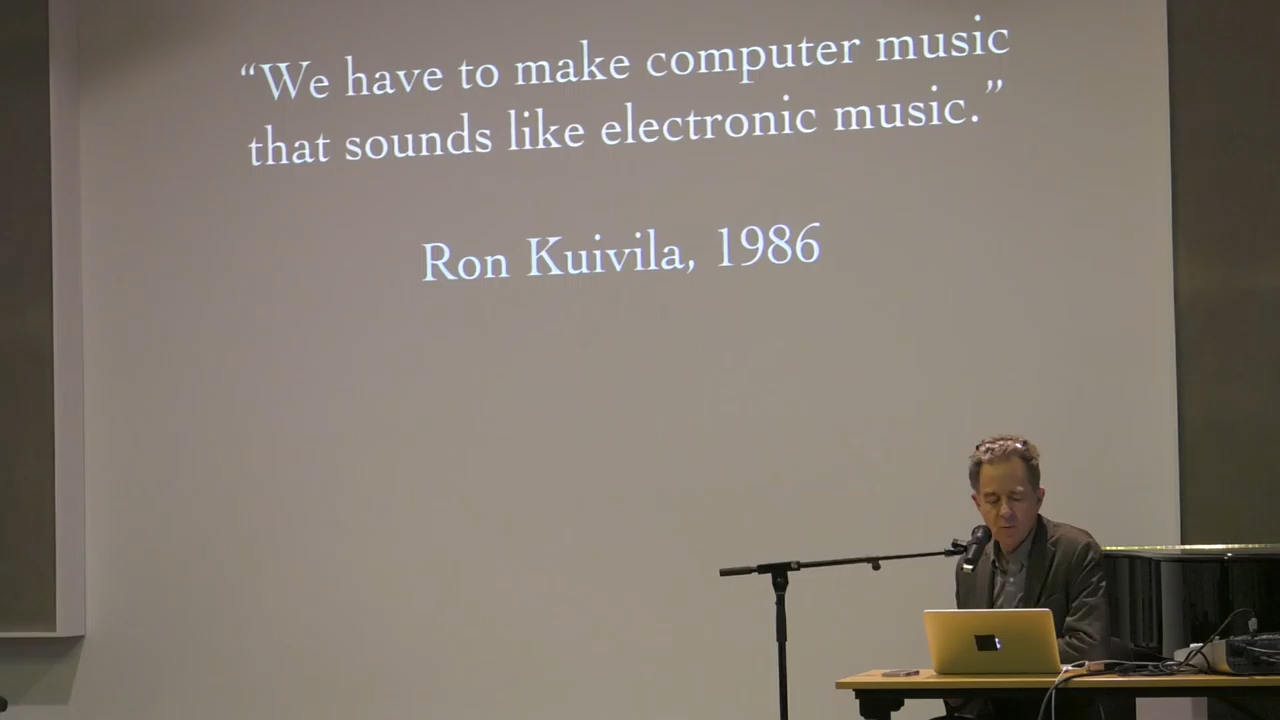 “We have to make computer music
that sounds like electronic music.”
Ron Kuivila, 1986